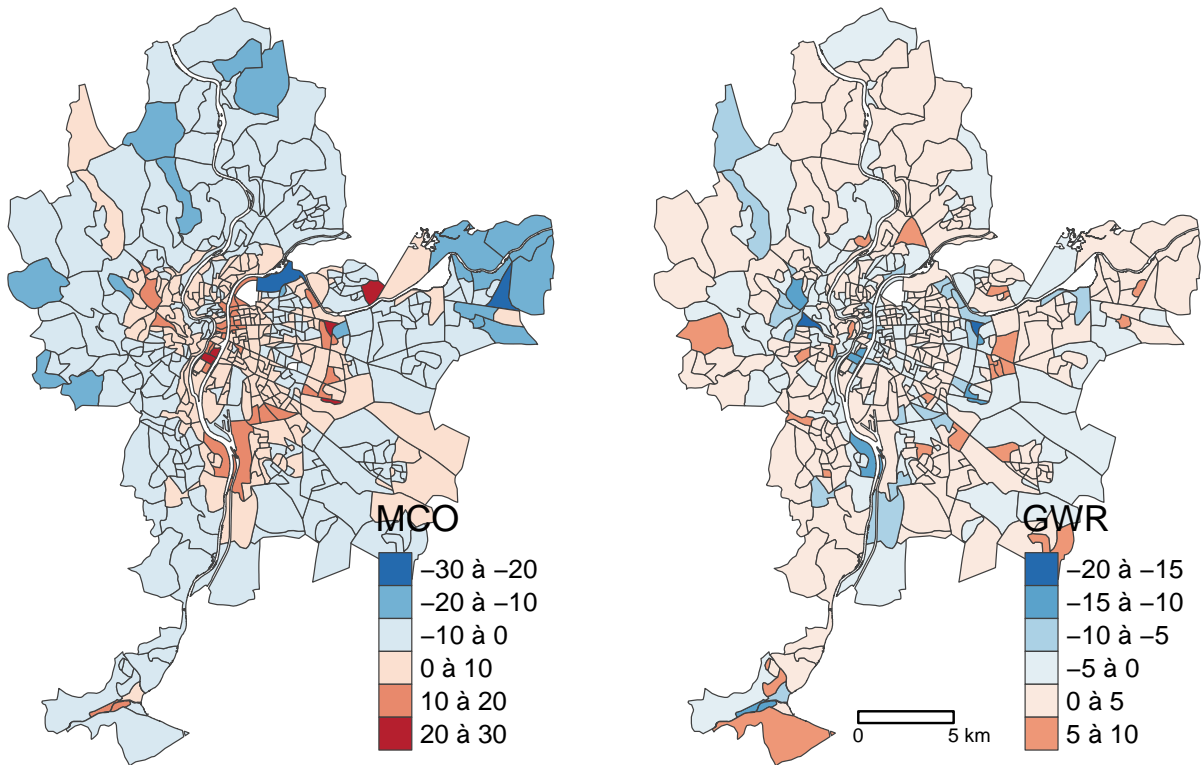 MCO
−30 à −20
−20 à −10
−10 à 0
0 à 10
10 à 20
20 à 30
GWR
−20 à −15
−15 à −10
−10 à −5
−5 à 0
0 à 5
5 à 10
0 5 km